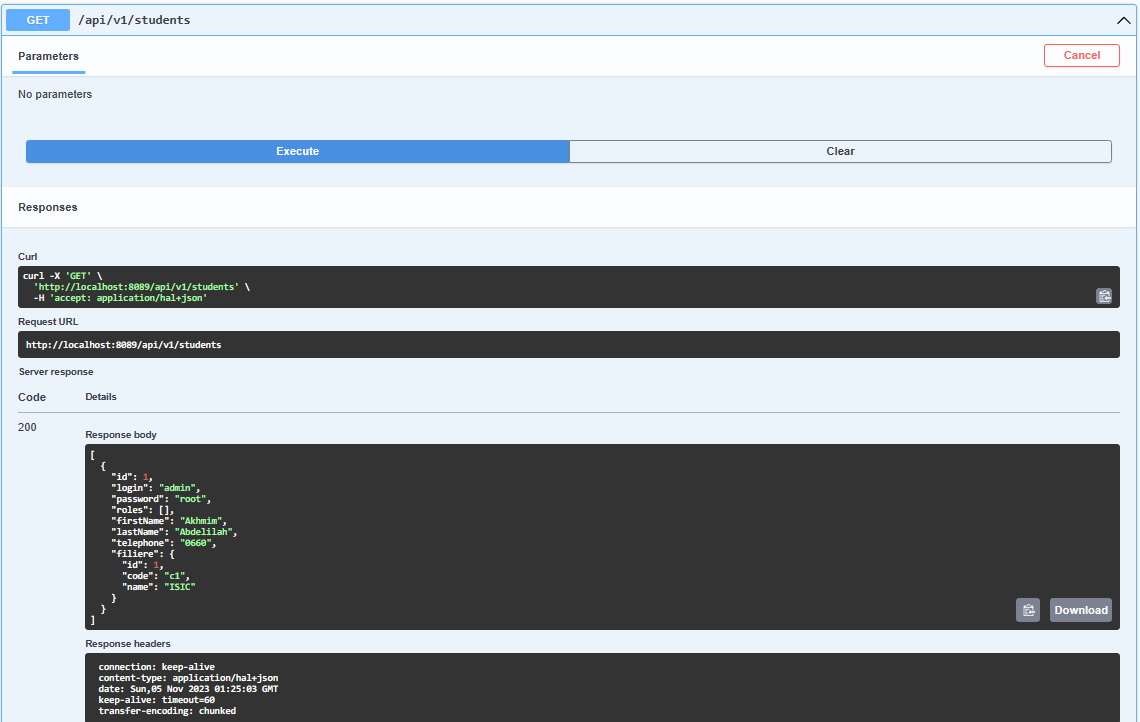 GET /api/v1/students
Parameters
Cancel
No parameters
Execute
Clear
Responses
Curl
curl -X 'GET' \
  'http://localhost:8089/api/v1/students' \
  -H 'accept: application/hal+json'
Request URL
http://localhost:8089/api/v1/students
Server response
Code Details
200
Response body
[
  {
    "id": 1,
    "login": "admin",
    "password": "root",
    "roles": [],
    "firstName": "Akhmim",
    "lastName": "Abdelilah",
    "telephone": "0660",
    "filiere": {
      "id": 1,
      "code": "c1",
      "name": "ISIC"
    }
  }
]
Download
Response headers
connection: keep-alive
content-type: application/hal+json
date: Sun,05 Nov 2023 01:25:03 GMT
keep-alive: timeout=60
transfer-encoding: chunked